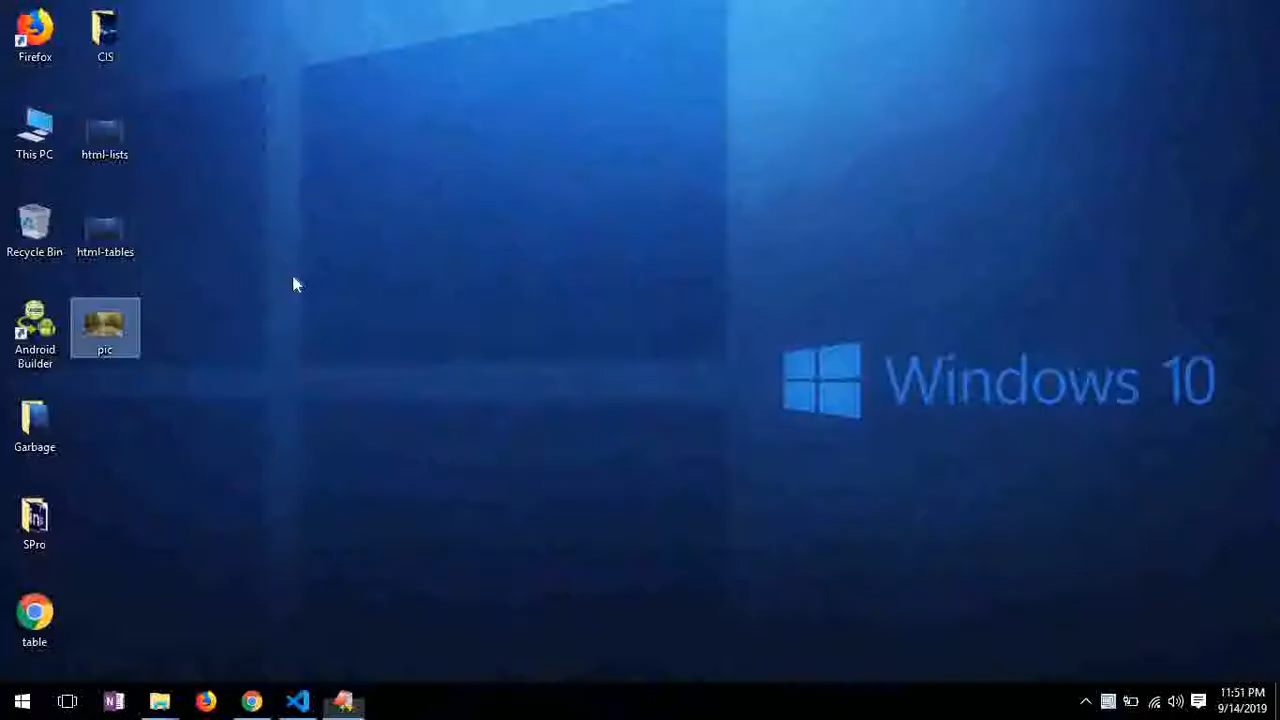 Firefox
CIS
This PC
html-lists
Recycle Bin
html-tables
Android
Builder
pic
Garbage
SPro
table
Windows 10
11:51 PM
9/14/2019